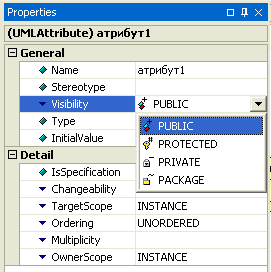 Properties
(UMLAttribute) атрибут1
General
Name атрибут1
Stereotype
Visibility PUBLIC
Type PUBLIC
InitialValue PROTECTED
Detail PRIVATE
IsSpecification PACKAGE
Changeability
TargetScope INSTANCE
Ordering UNORDERED
Multiplicity
OwnerScope INSTANCE